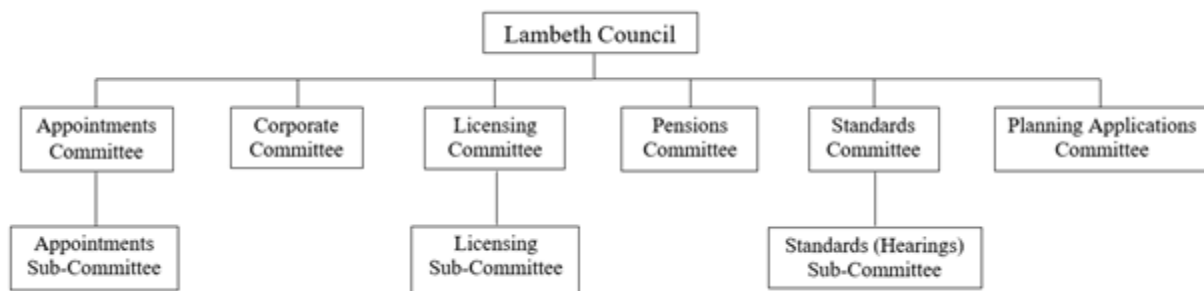 Lambeth Council
Appointments
Committee
Corporate
Committee
Licensing
Committee
Pensions
Committee
Standards
Committee
Planning Applications
Committee
Appointments
Sub-Committee
Licensing
Sub-Committee
Standards (Hearings)
Sub-Committee